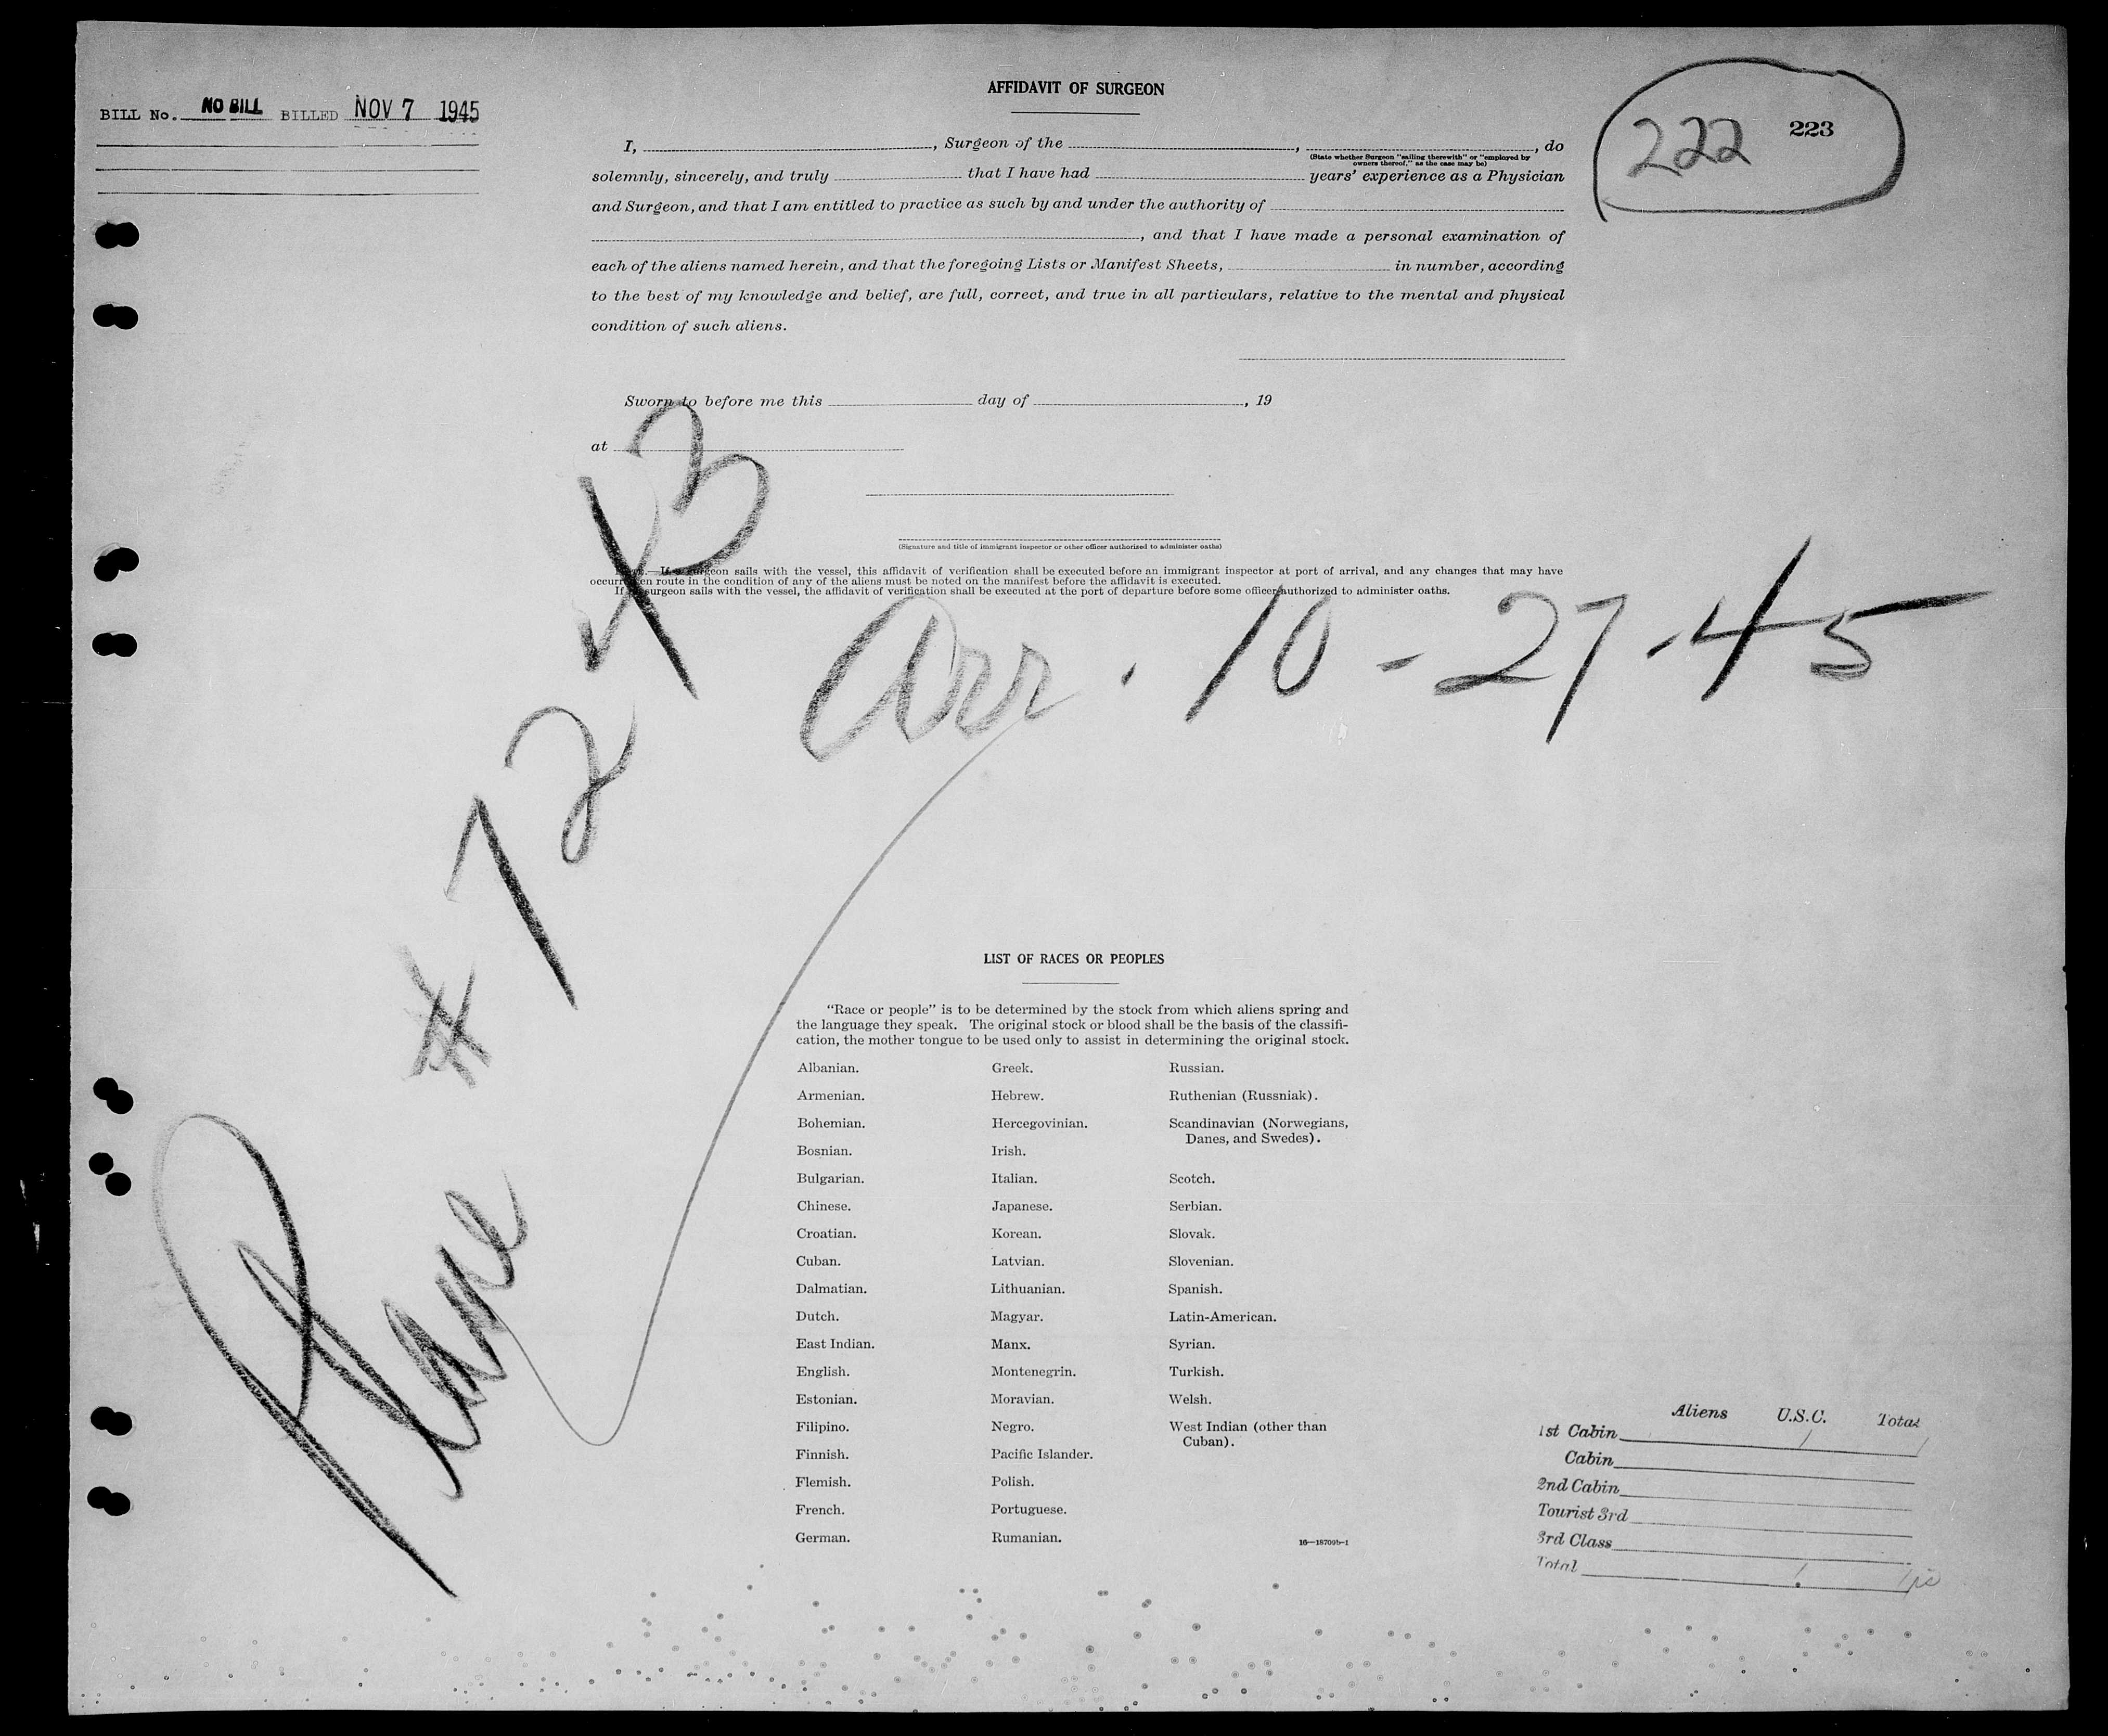 AFFIDAVIT OF SURGEON
BILL No. NO BILL BILLED NOV 7 1945
222 223
I, , Surgeon of the , , do
(State whether Surgeon "sailing therewith" or "employed by
owners thereof," as the case may be)
solemnly, sincerely, and truly that I have had years' experience as a Physician
and Surgeon, and that I am entitled to practice as such by and under the authority of
, and that I have made a personal examination of
each of the aliens named herein, and that the foregoing Lists or Manifest Sheets, in number, according
to the best of my knowledge and belief, are full, correct, and true in all particulars, relative to the mental and physical
condition of such aliens.
Sworn to before me this day of , 19
at
(Signature and title of immigrant inspector or other officer authorized to administer oaths)
If a surgeon sails with the vessel, this affidavit of verification shall be executed before an immigrant inspector at port of arrival, and any changes that may have
occurred en route in the condition of any of the aliens must be noted on the manifest before the affidavit is executed.
If surgeon sails with the vessel, the affidavit of verification shall be executed at the port of departure before some officer authorized to administer oaths.
Arr. 10-27-45
Plane # 7243
LIST OF RACES OR PEOPLES
"Race or people" is to be determined by the stock from which aliens spring and
the language they speak. The original stock or blood shall be the basis of the classifi-
cation, the mother tongue to be used only to assist in determining the original stock.
Albanian.
Armenian.
Bohemian.
Bosnian.
Bulgarian.
Chinese.
Croatian.
Cuban.
Dalmatian.
Dutch.
East Indian.
English.
Estonian.
Filipino.
Finnish.
Flemish.
French.
German.
Greek.
Hebrew.
Hercegovinian.
Irish.
Italian.
Japanese.
Korean.
Latvian.
Lithuanian.
Magyar.
Manx.
Montenegrin.
Moravian.
Negro.
Pacific Islander.
Polish.
Portuguese.
Rumanian.
Russian.
Ruthenian (Russniak).
Scandinavian (Norwegians,
Danes, and Swedes).
Scotch.
Serbian.
Slovak.
Slovenian.
Spanish.
Latin-American.
Syrian.
Turkish.
Welsh.
West Indian (other than
Cuban).
16—18709b-1
Aliens U.S.C. Total
1st Cabin 1 1
Cabin
2nd Cabin
Tourist 3rd
3rd Class
Total 1 1